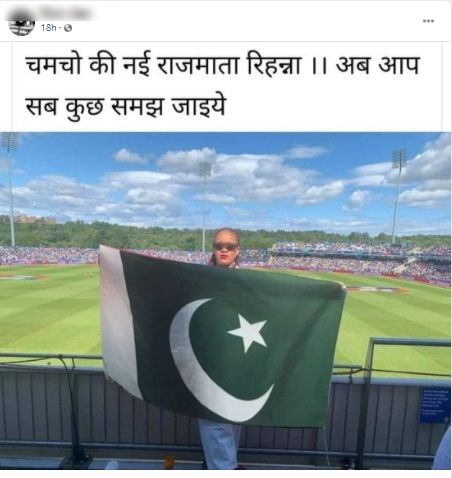 18h
चमचो की नई राजमाता रिहन्ना ।। अब आप
सब कुछ समझ जाइये